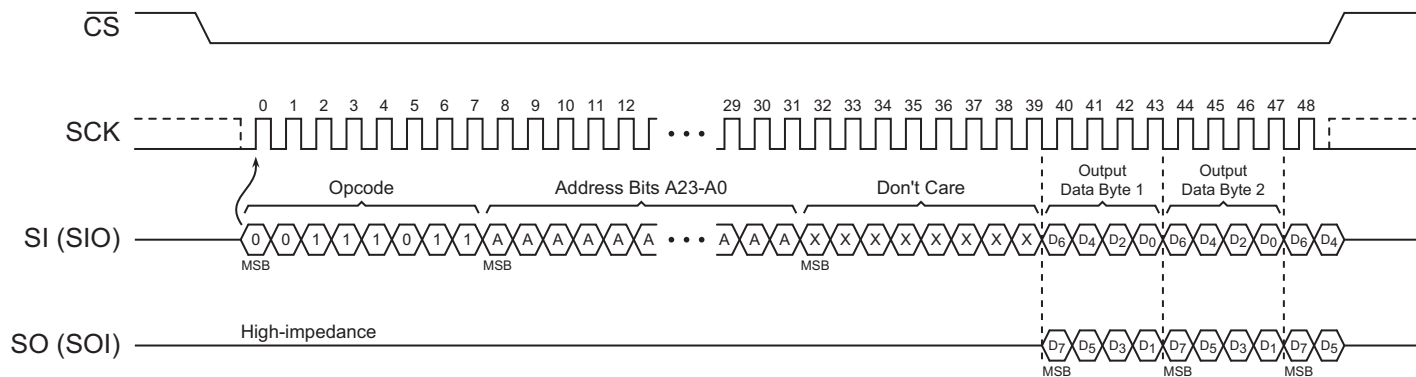 CS
0 1 2 3 4 5 6 7 8 9 10 11 12 29 30 31 32 33 34 35 36 37 38 39 40 41 42 43 44 45 46 47 48
SCK
Opcode Address Bits A23-A0 Don't Care Output Data Byte 1 Output Data Byte 2
SI (SIO) 0 0 1 1 1 0 1 1 A A A A A A A A A X X X X X X X X D6 D4 D2 D0 D6 D4 D2 D0 D6 D4
MSB MSB MSB
High-impedance
SO (SOI) D7 D5 D3 D1 D7 D5 D3 D1 D7 D5
MSB MSB MSB